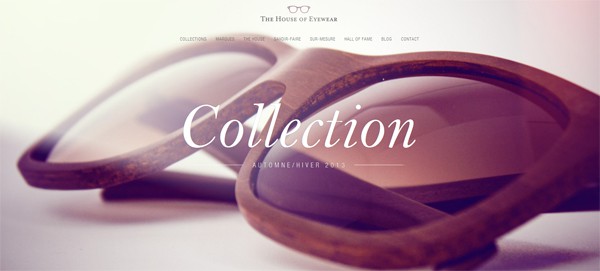 The House of Eyewear
COLLECTIONS MARQUES THE HOUSE SAVOIR-FAIRE SUR-MESURE HALL OF FAME BLOG CONTACT
Collection
AUTOMNE/HIVER 2013